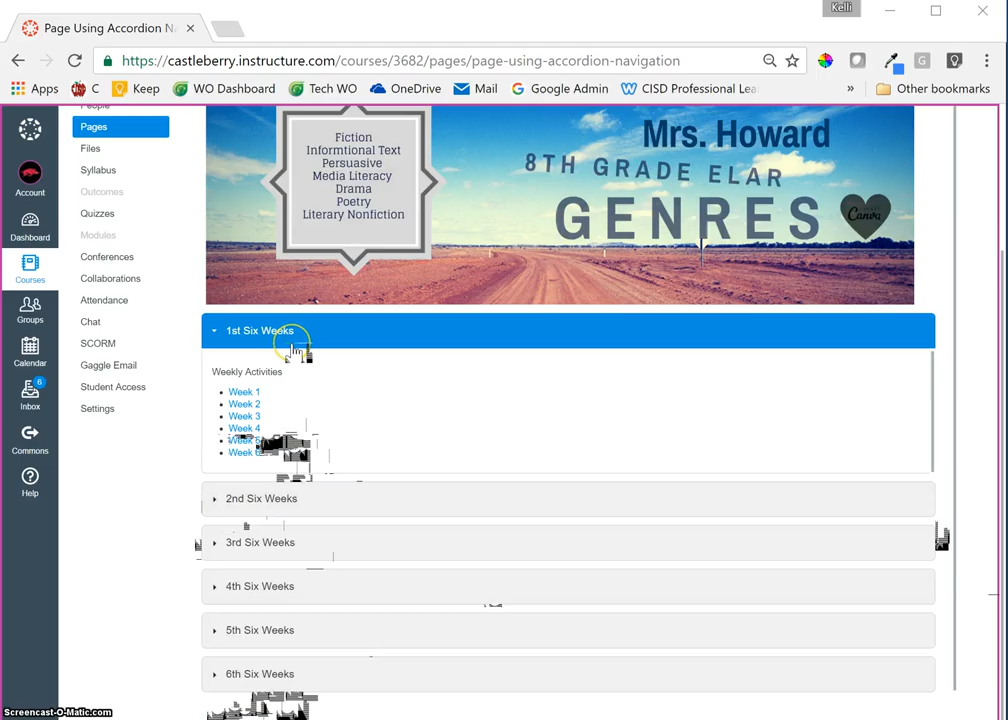 Kelli
Page Using Accordion Na
https://castleberry.instructure.com/courses/3682/pages/page-using-accordion-navigation
Apps
C
Keep
WO Dashboard
Tech WO
OneDrive
Mail
Google Admin
CISD Professional Lea
»
Other bookmarks
Account
Dashboard
Courses
Groups
Calendar
6
Inbox
Commons
Help
People
Pages
Files
Syllabus
Outcomes
Quizzes
Modules
Conferences
Collaborations
Attendance
Chat
SCORM
Gaggle Email
Student Access
Settings
Fiction
Informtional Text
Persuasive
Media Literacy
Drama
Poetry
Literary Nonfiction
Mrs. Howard
8TH GRADE ELAR
GENRES
Canva
1st Six Weeks
Weekly Activities
Week 1
Week 2
Week 3
Week 4
Week
Week
2nd Six Weeks
3rd Six Weeks
4th Six Weeks
5th Six Weeks
6th Six Weeks
Screencast-O-Matic.com